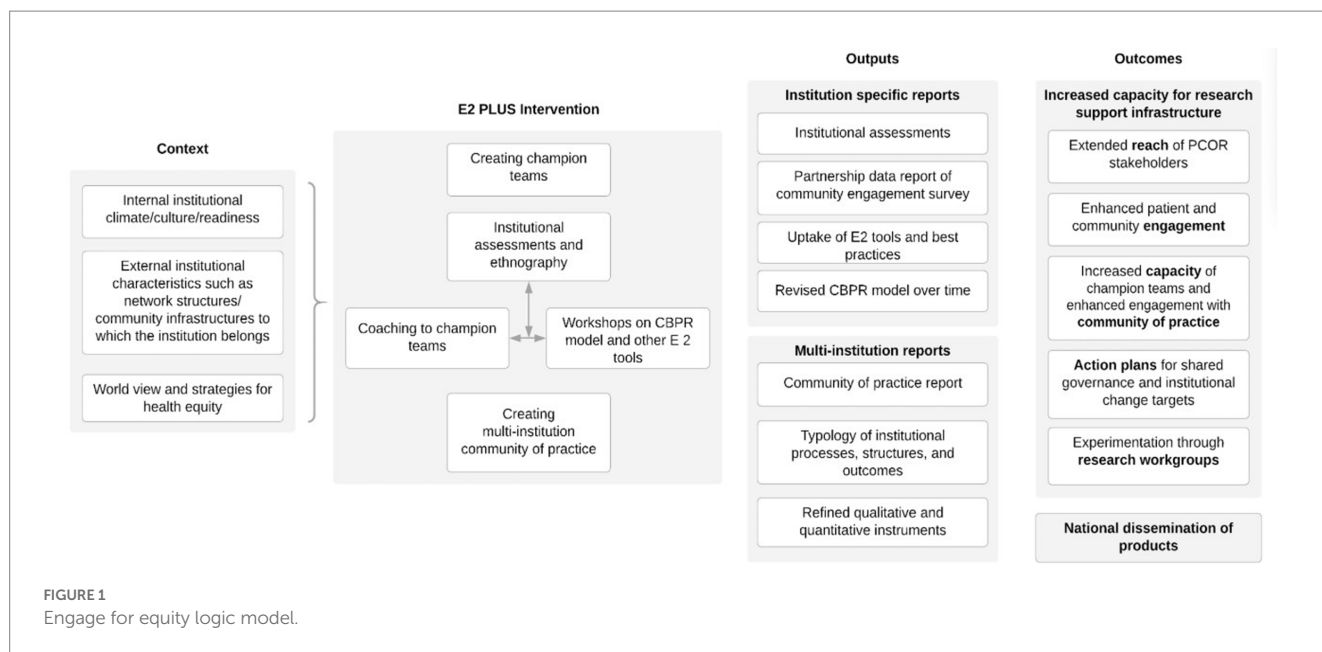 Context
Internal institutional
climate/culture/readiness
External institutional
characteristics such as
network structures/
community infrastructures to
which the institution belongs
World view and strategies for
health equity
E2 PLUS Intervention
Creating champion
teams
Institutional
assessments and
ethnography
Coaching to champion
teams
Workshops on CBPR
model and other E 2
tools
Creating
multi-institution
community of practice
Outputs
Institution specific reports
Institutional assessments
Partnership data report of
community engagement survey
Uptake of E2 tools and best
practices
Revised CBPR model over time
Multi-institution reports
Community of practice report
Typology of institutional
processes, structures, and
outcomes
Refined qualitative and
quantitative instruments
Outcomes
Increased capacity for research
support infrastructure
Extended reach of PCOR
stakeholders
Enhanced patient and
community engagement
Increased capacity of
champion teams and
enhanced engagement with
community of practice
Action plans for shared
governance and institutional
change targets
Experimentation through
research workgroups
National dissemination of
products
FIGURE 1
Engage for equity logic model.